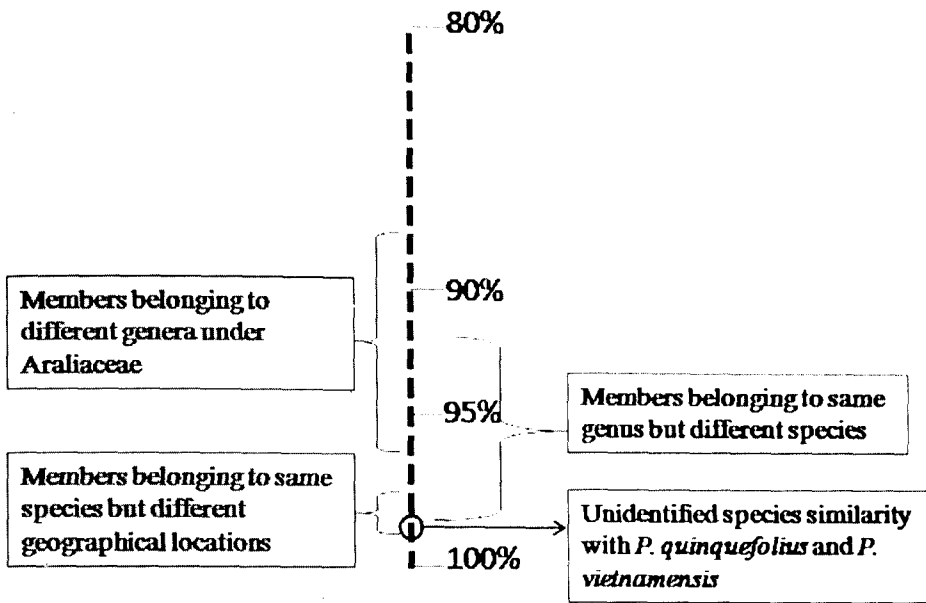 80%
90%
Members belonging to
different genera under
Araliaceae
95%
Members belonging to same
genus but different species
Members belonging to same
species but different
geographical locations
Unidentified species similarity
with P. quinquefolius and P.
vietnamensis
100%